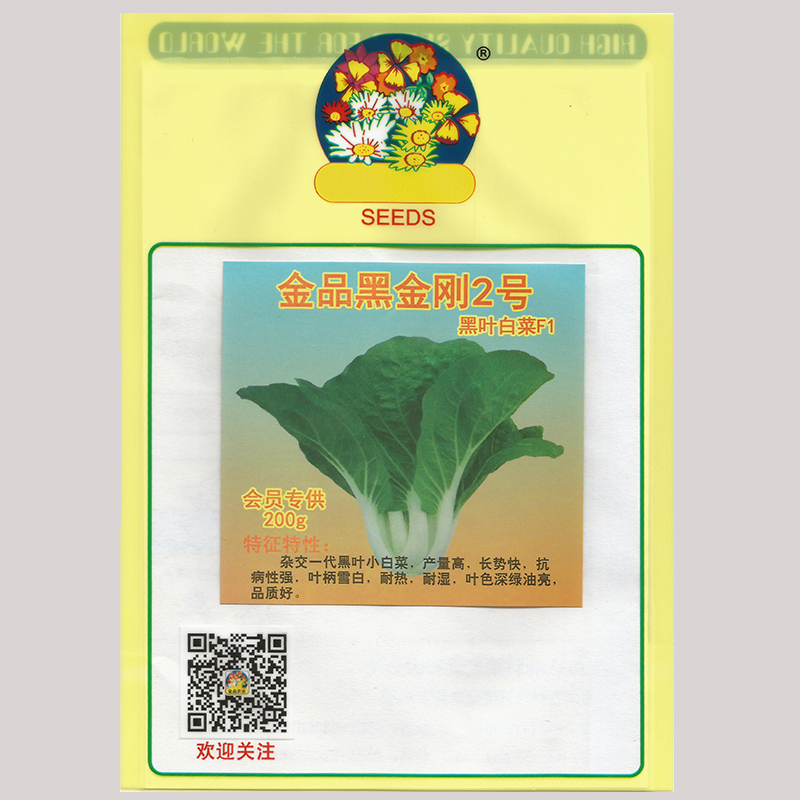 HIGH QUALITY SEEDS FOR THE WORLD
®
SEEDS
金品黑金刚2号
黑叶白菜F1
会员专供
200g
特征特性：
杂交一代黑叶小白菜，产量高，长势快，抗
病性强，叶柄雪白，耐热，耐湿，叶色深绿油亮，
品质好。
欢迎关注